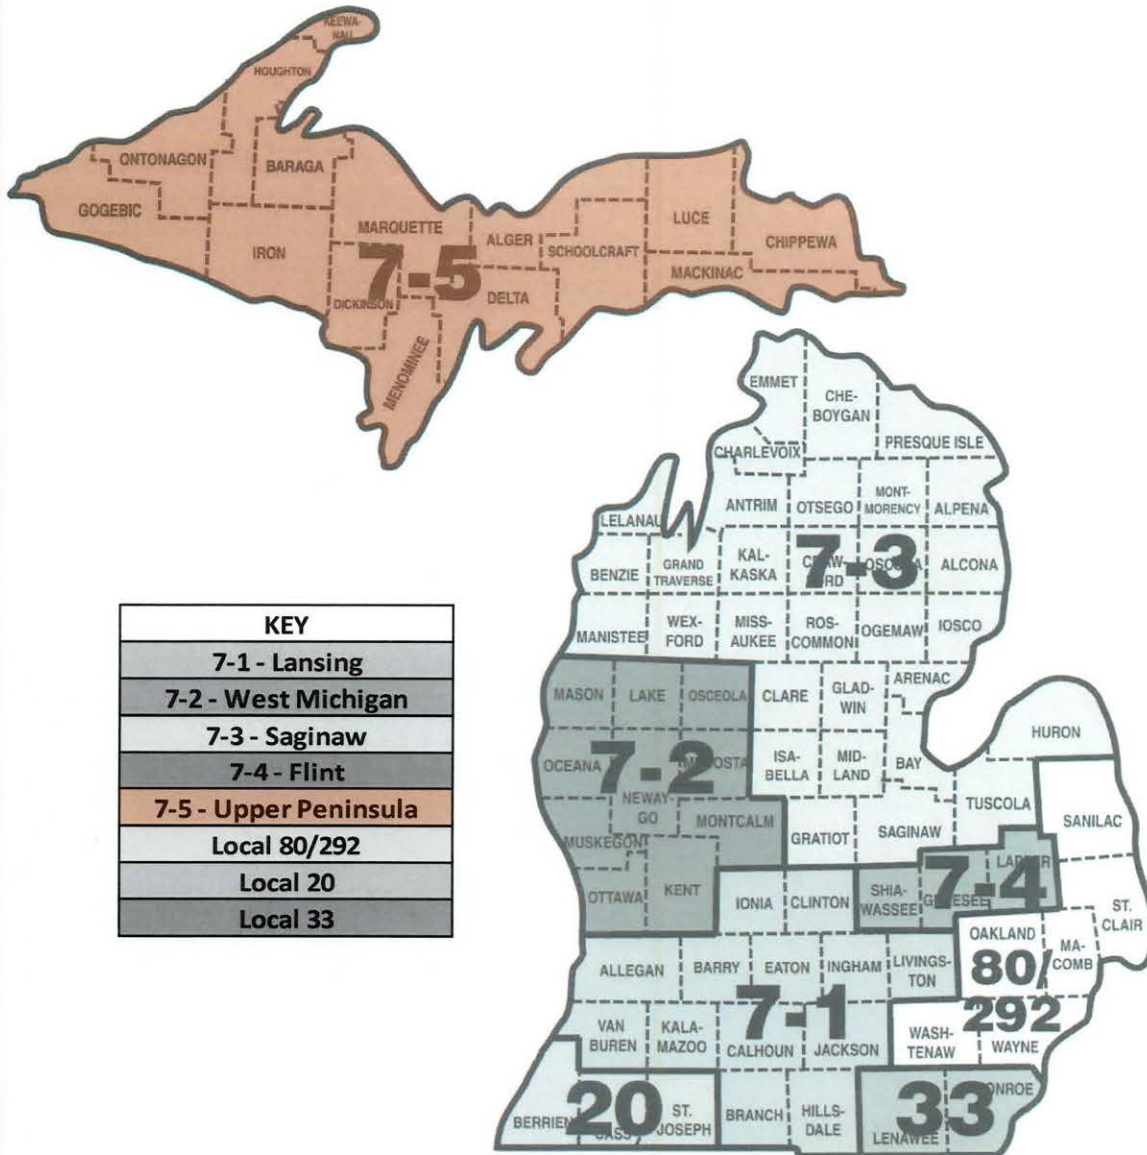 KEEWA-
NAU
HOUGHTON
ONTONAGON
BARAGA
GOGEBIC
MARQUETTE
ALGER
LUCE
IRON
SCHOOLCRAFT
CHIPPEWA
7-5
MACKINAC
DICKINSON
DELTA
MENOMINEE
EMMET
CHE-
BOYGAN
PRESQUE ISLE
CHARLEVOIX
ANTRIM
OTSEGO
MONT-
MORENCY
ALPENA
LELANAU
BENZIE
GRAND
TRAVERSE
KAL-
KASKA
7-3
ALCONA
MANISTEE
WEX-
FORD
MISS-
AUKEE
ROS-
COMMON
OGEMAW
IOSCO
KEY
7-1 - Lansing
7-2 - West Michigan
7-3 - Saginaw
7-4 - Flint
7-5 - Upper Peninsula
Local 80/292
Local 20
Local 33
MASON
LAKE
OSCEOLA
CLARE
GLAD-
WIN
ARENAC
HURON
OCEANA
7-2
ISA-
BELLA
MID-
LAND
BAY
NEWAY-
GO
MONTCALM
GRATIOT
SAGINAW
TUSCOLA
SANILAC
MUSKEGON
OTTAWA
KENT
IONIA
CLINTON
SHIA-
WASSEE
7-4
ST.
CLAIR
OAKLAND
MA-
COMB
ALLEGAN
BARRY
EATON
INGHAM
LIVINGS-
TON
80/
292
VAN
BUREN
KALA-
MAZOO
7-1
CALHOUN
JACKSON
WASH-
TENAW
WAYNE
BERRIEN
20
CASS
ST.
JOSEPH
BRANCH
HILLS-
DALE
33
LENAWEE